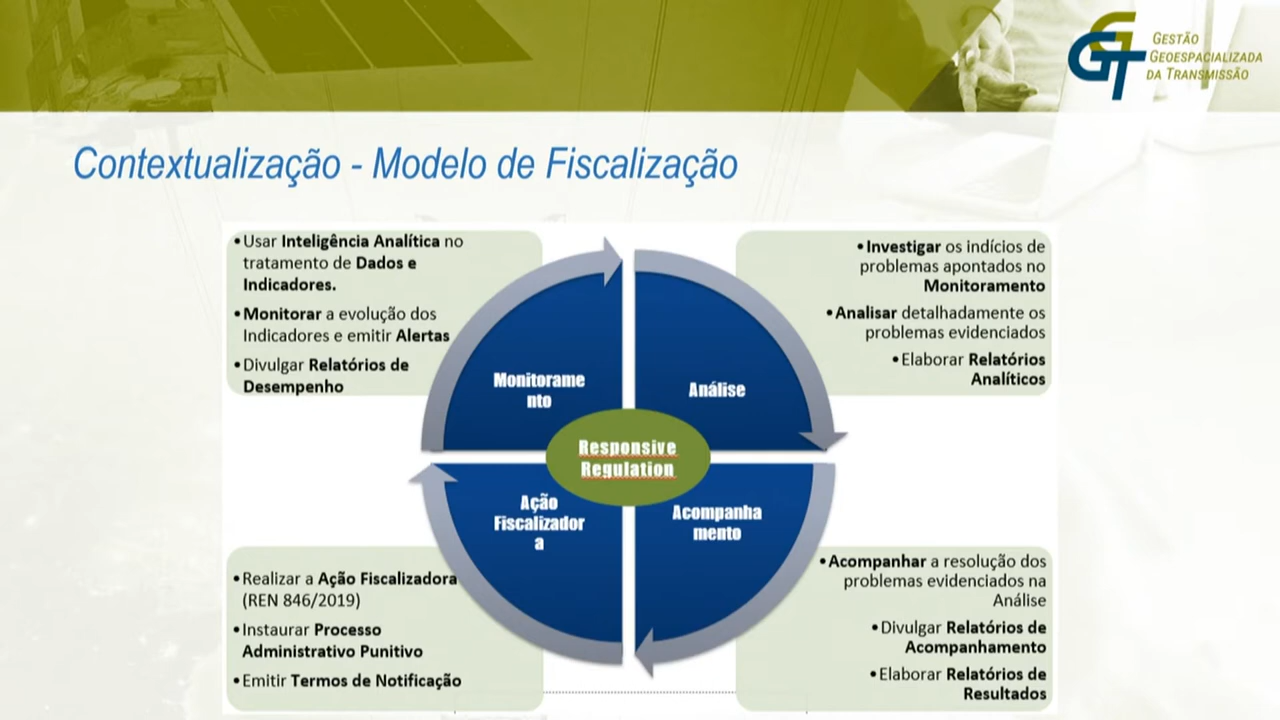 GGT
GESTÃO
GEOESPACIALIZADA
DA TRANSMISSÃO
Contextualização - Modelo de Fiscalização
•Usar Inteligência Analítica no
tratamento de Dados e
Indicadores.
•Monitorar a evolução dos
Indicadores e emitir Alertas
•Divulgar Relatórios de
Desempenho
•Investigar os indícios de
problemas apontados no
Monitoramento
•Analisar detalhadamente os
problemas evidenciados
•Elaborar Relatórios
Analíticos
Monitorame
nto
Análise
Responsive
Regulation
Ação
Fiscalizador
a
Acompanha
mento
•Realizar a Ação Fiscalizadora
(REN 846/2019)
•Instaurar Processo
Administrativo Punitivo
•Emitir Termos de Notificação
•Acompanhar a resolução dos
problemas evidenciados na
Análise
•Divulgar Relatórios de
Acompanhamento
•Elaborar Relatórios de
Resultados